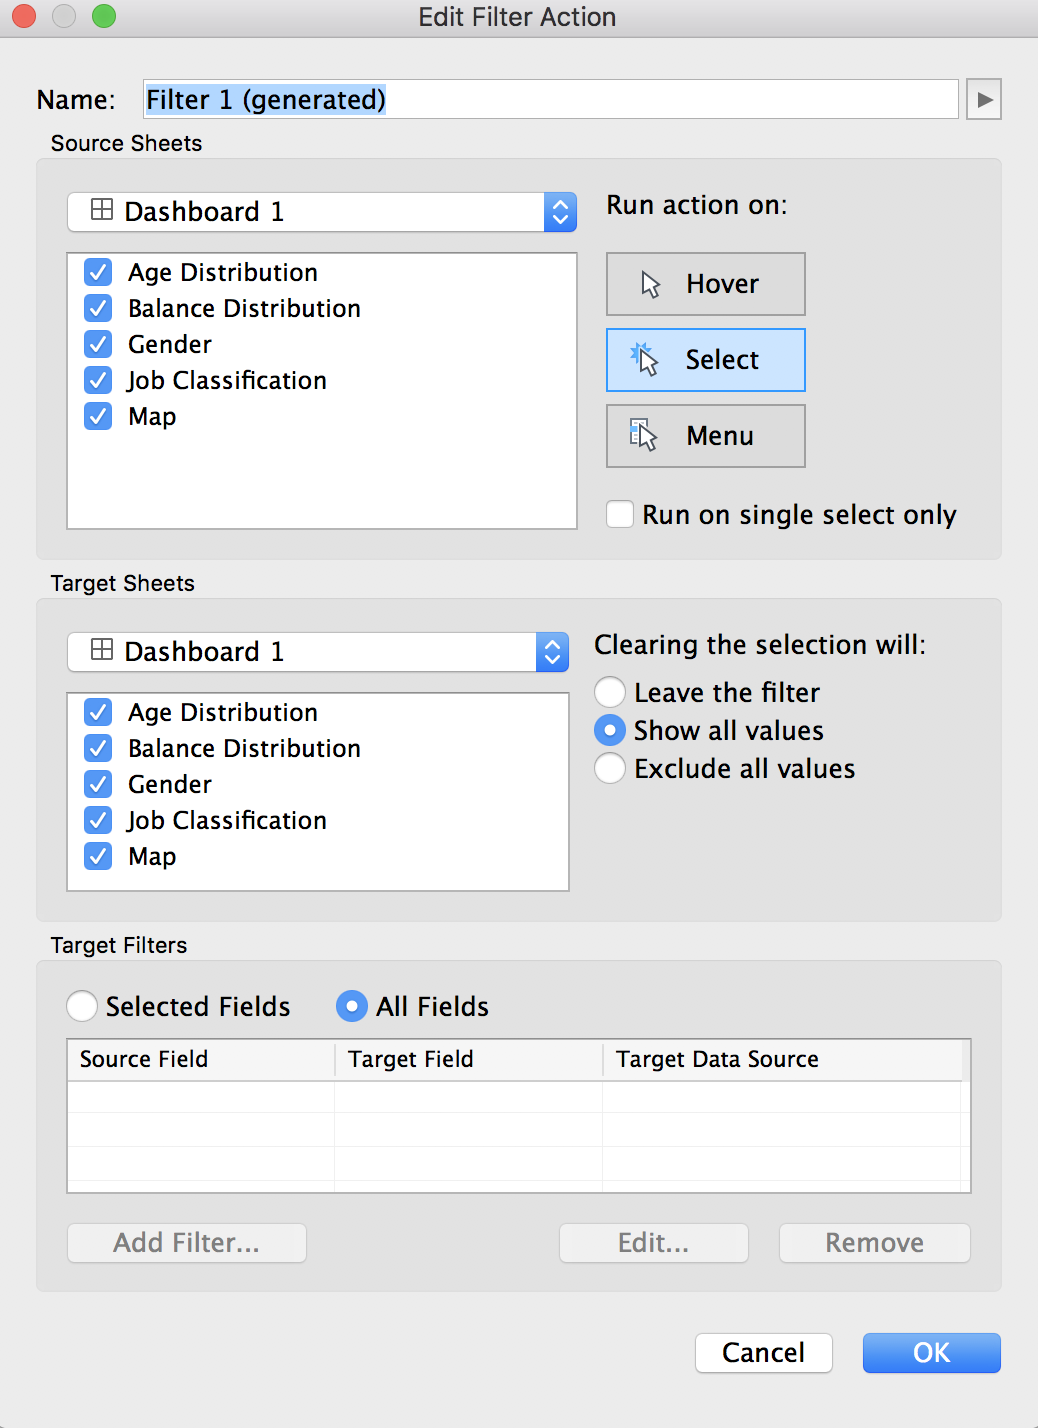 Edit Filter Action
Name: Filter 1 (generated)
Source Sheets
Dashboard 1
Run action on:
Age Distribution
Balance Distribution
Gender
Job Classification
Map
Hover
Select
Menu
Run on single select only
Target Sheets
Dashboard 1
Clearing the selection will:
Age Distribution
Balance Distribution
Gender
Job Classification
Map
Leave the filter
Show all values
Exclude all values
Target Filters
Selected Fields All Fields
Source Field Target Field Target Data Source
Add Filter... Edit... Remove
Cancel OK